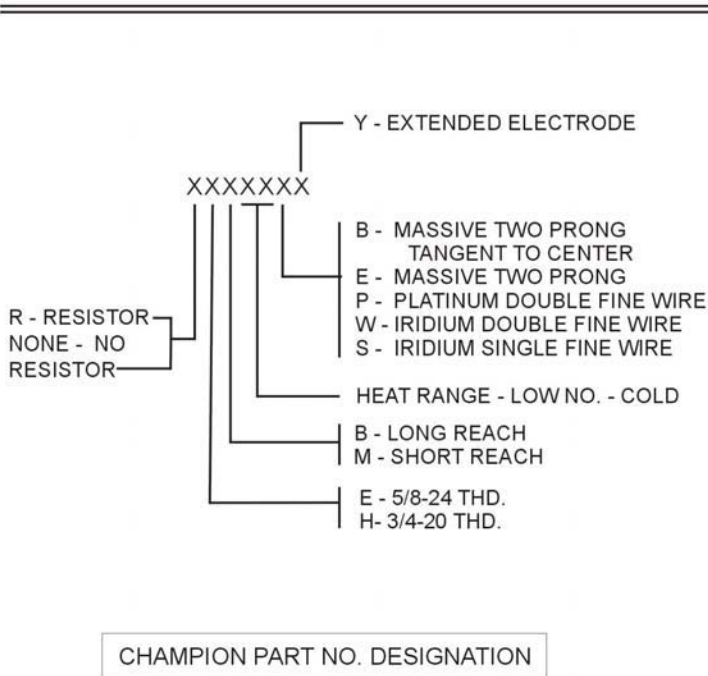 Y - EXTENDED ELECTRODE
XXXXXXX
B - MASSIVE TWO PRONG
TANGENT TO CENTER
E - MASSIVE TWO PRONG
P - PLATINUM DOUBLE FINE WIRE
W - IRIDIUM DOUBLE FINE WIRE
S - IRIDIUM SINGLE FINE WIRE
R - RESISTOR
NONE - NO
RESISTOR
HEAT RANGE - LOW NO. - COLD
B - LONG REACH
M - SHORT REACH
E - 5/8-24 THD.
H- 3/4-20 THD.
CHAMPION PART NO. DESIGNATION